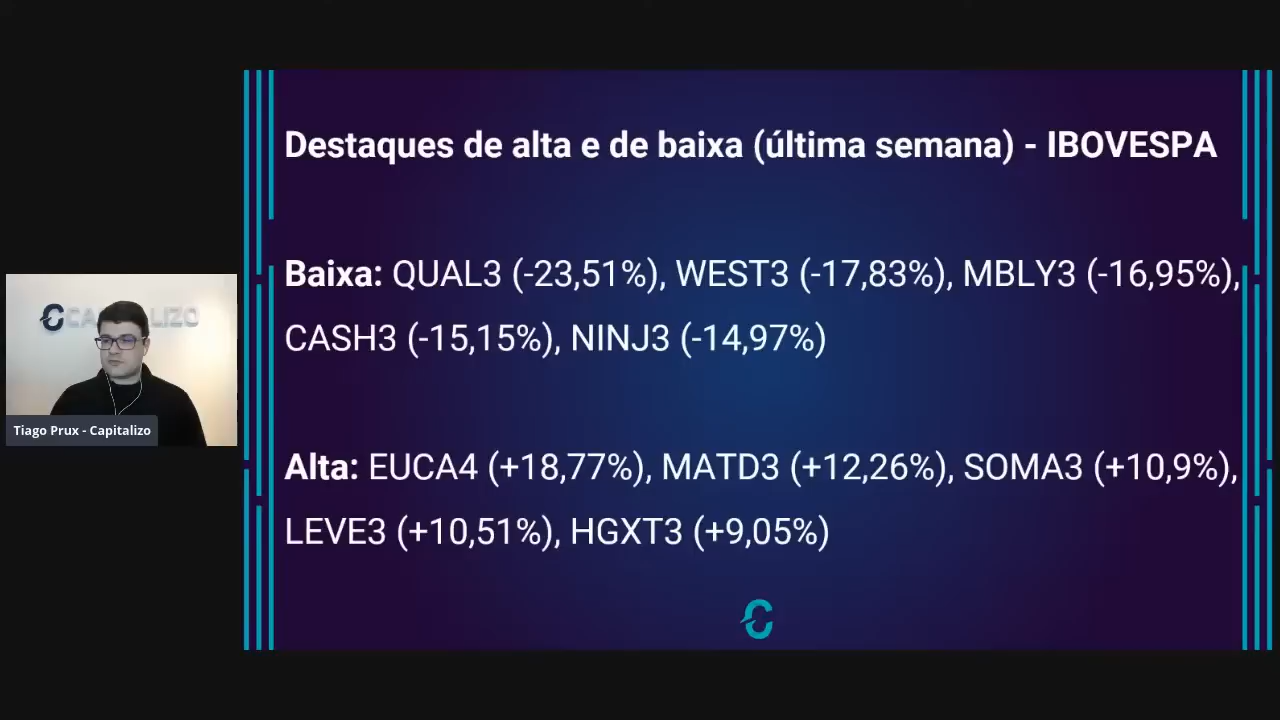 Destaques de alta e de baixa (última semana) - IBOVESPA
Baixa: QUAL3 (-23,51%), WEST3 (-17,83%), MBLY3 (-16,95%),
CASH3 (-15,15%), NINJ3 (-14,97%)
CAPITALIZO
Tiago Prux - Capitalizo
Alta: EUCA4 (+18,77%), MATD3 (+12,26%), SOMA3 (+10,9%),
LEVE3 (+10,51%), HGXT3 (+9,05%)